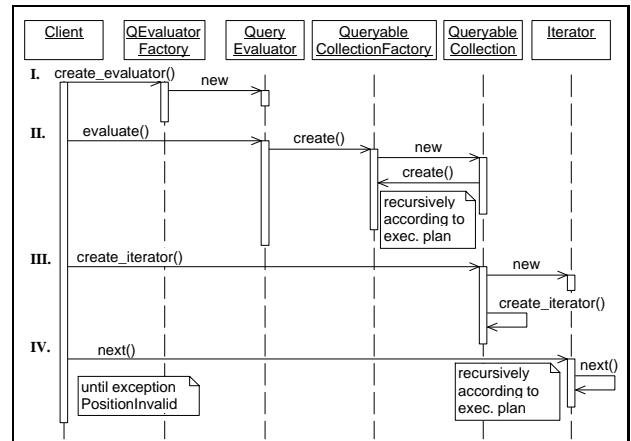 Client
QEvaluator
Factory
Query
Evaluator
Queryable
CollectionFactory
Queryable
Collection
Iterator
I. create_evaluator()
new
II. evaluate()
create()
new
create()
recursively
according to
exec. plan
III. create_iterator()
new
create_iterator()
IV. next()
next()
until exception
PositionInvalid
recursively
according to
exec. plan